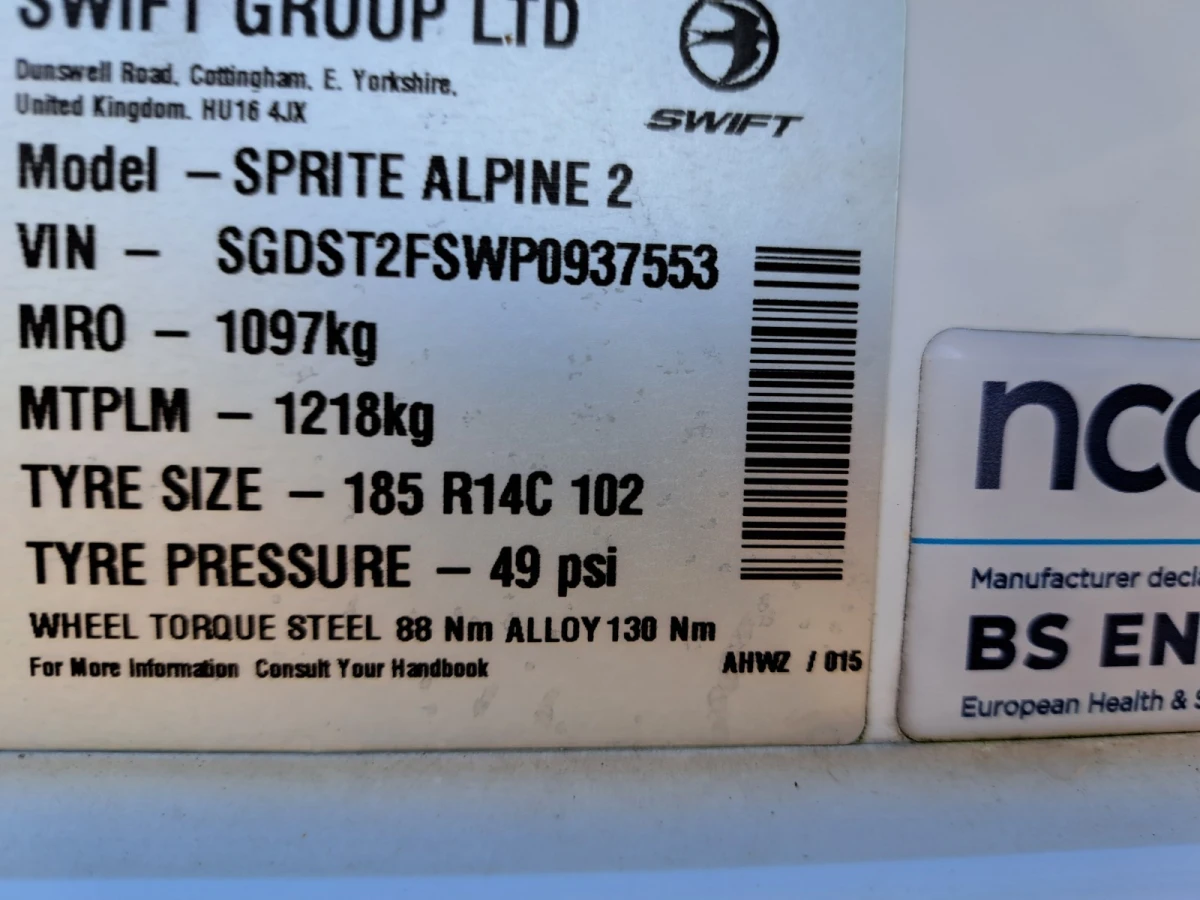 SWIFT GROUP LTD
Dunswell Road. Cottingham. E. Yorkshire.
United Kingdom. HU16 4JX
SWIFT
Model – SPRITE ALPINE 2
VIN – SGDST2FSWP0937553
MRO – 1097kg
MTPLM – 1218kg
TYRE SIZE – 185 R14C 102
TYRE PRESSURE – 49 psi
WHEEL TORQUE STEEL 88 Nm ALLOY 130 Nm
For More Information Consult Your Handbook
AHWZ / 015
ncc
Manufacturer decla
BS EN
European Health & S